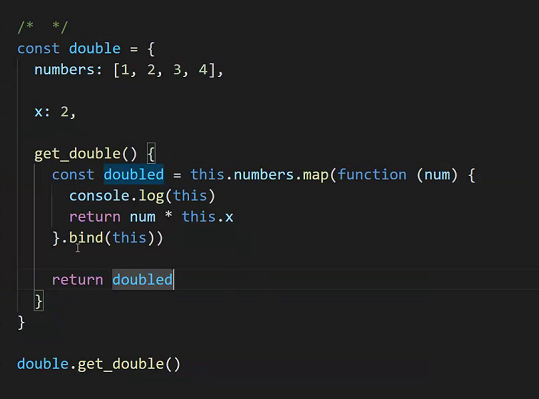 /*  */
const double = {
  numbers: [1, 2, 3, 4],
  x: 2,
  get_double() {
    const doubled = this.numbers.map(function (num) {
      console.log(this)
      return num * this.x
    }.bind(this))
    return doubled
  }
}
double.get_double()